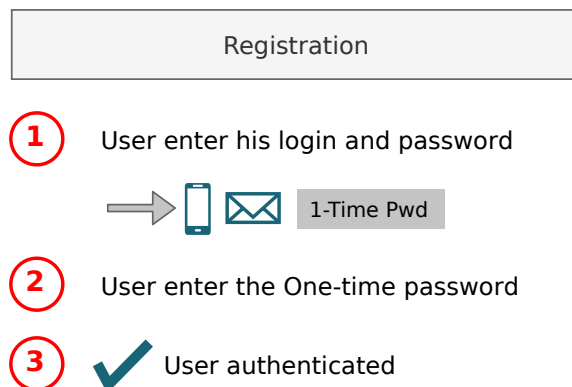 Registration
1 User enter his login and password
1-Time Pwd
2 User enter the One-time password
3 User authenticated